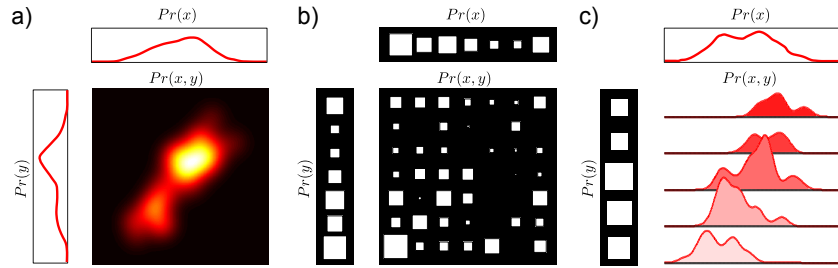 a)
Pr(x)
Pr(x, y)
Pr(y)
b)
Pr(x)
Pr(x, y)
Pr(y)
c)
Pr(x)
Pr(x, y)
Pr(y)